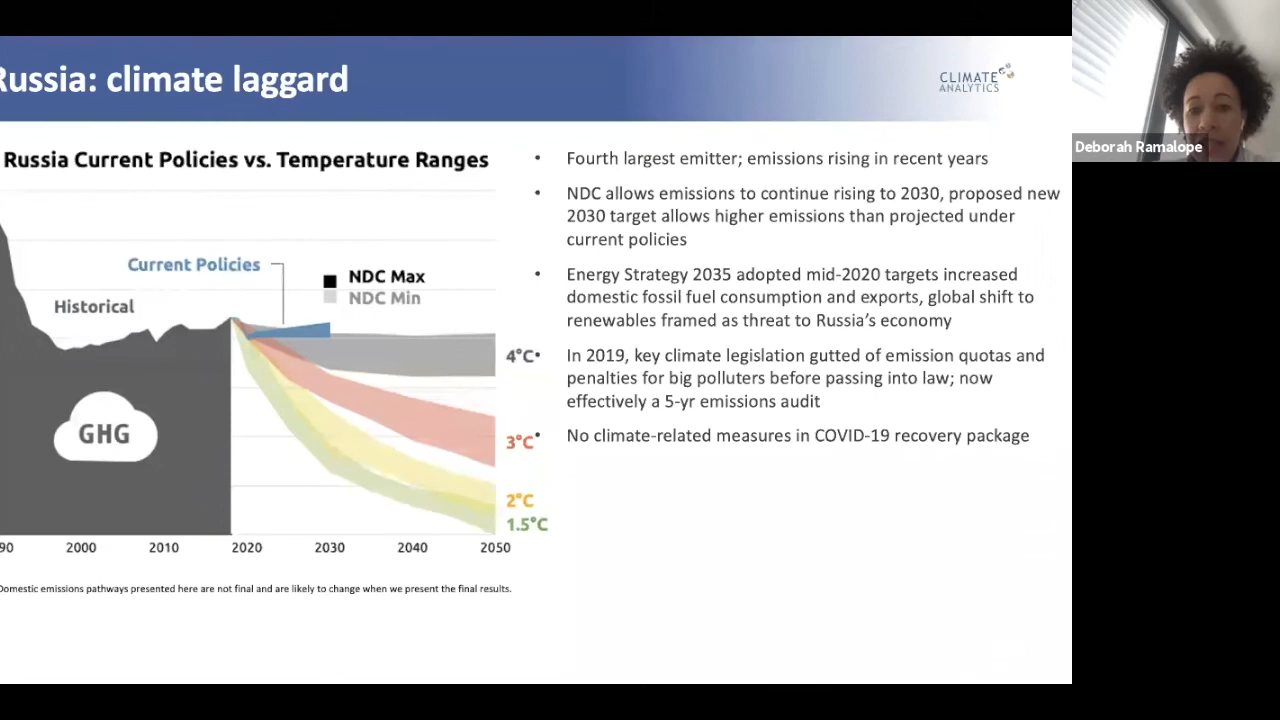 Russia: climate laggard
CLIMATE
ANALYTICS
Deborah Ramalope
Russia Current Policies vs. Temperature Ranges
Current Policies
Historical
NDC Max
NDC Min
GHG
4°C
3°C
2°C
1.5°C
90 2000 2010 2020 2030 2040 2050
Domestic emissions pathways presented here are not final and are likely to change when we present the final results.
• Fourth largest emitter; emissions rising in recent years
• NDC allows emissions to continue rising to 2030, proposed new
2030 target allows higher emissions than projected under
current policies
• Energy Strategy 2035 adopted mid-2020 targets increased
domestic fossil fuel consumption and exports, global shift to
renewables framed as threat to Russia’s economy
• In 2019, key climate legislation gutted of emission quotas and
penalties for big polluters before passing into law; now
effectively a 5-yr emissions audit
• No climate-related measures in COVID-19 recovery package